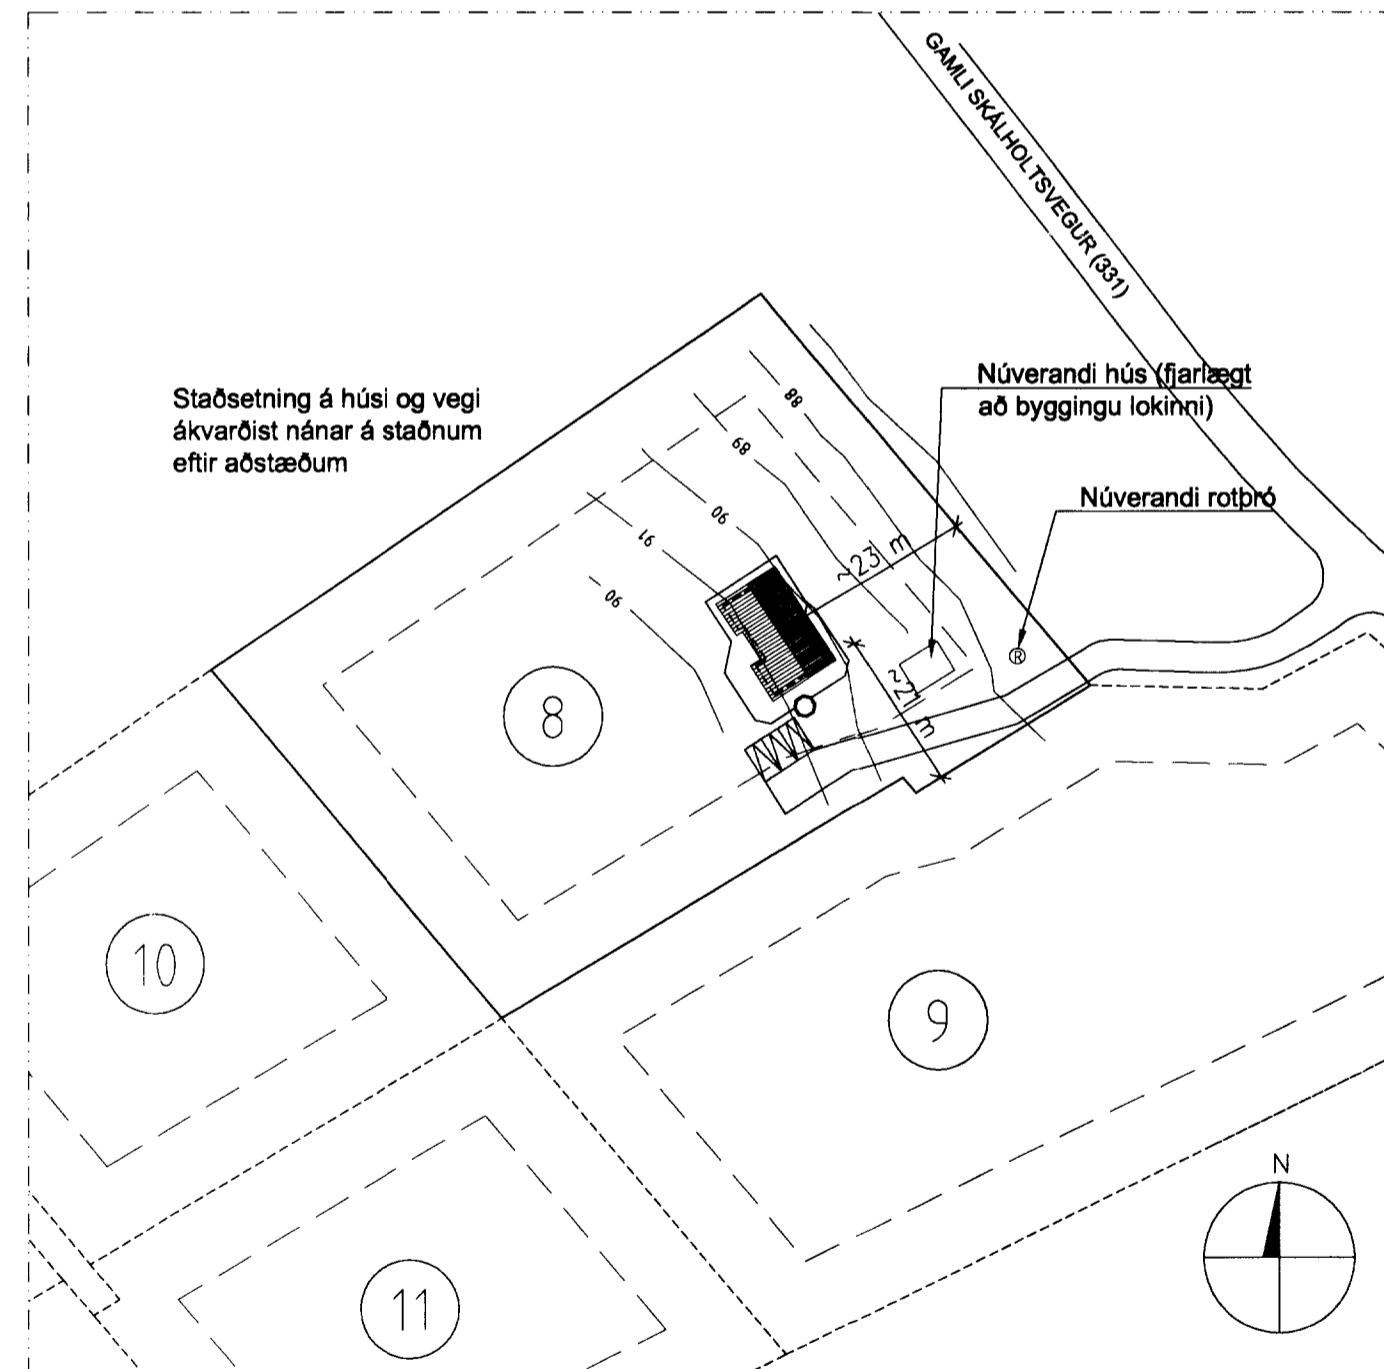 GAMLI SKÁLHOLTSVEGUR (331)
Staðsetning á húsi og vegi
ákvarðist nánar á staðnum
eftir aðstæðum
Núverandi hús (fjarlægt
að byggingu lokinni)
Núverandi rotþró
88
89
90
91
90
~23 m
~21 m
R
8
10
9
11
N